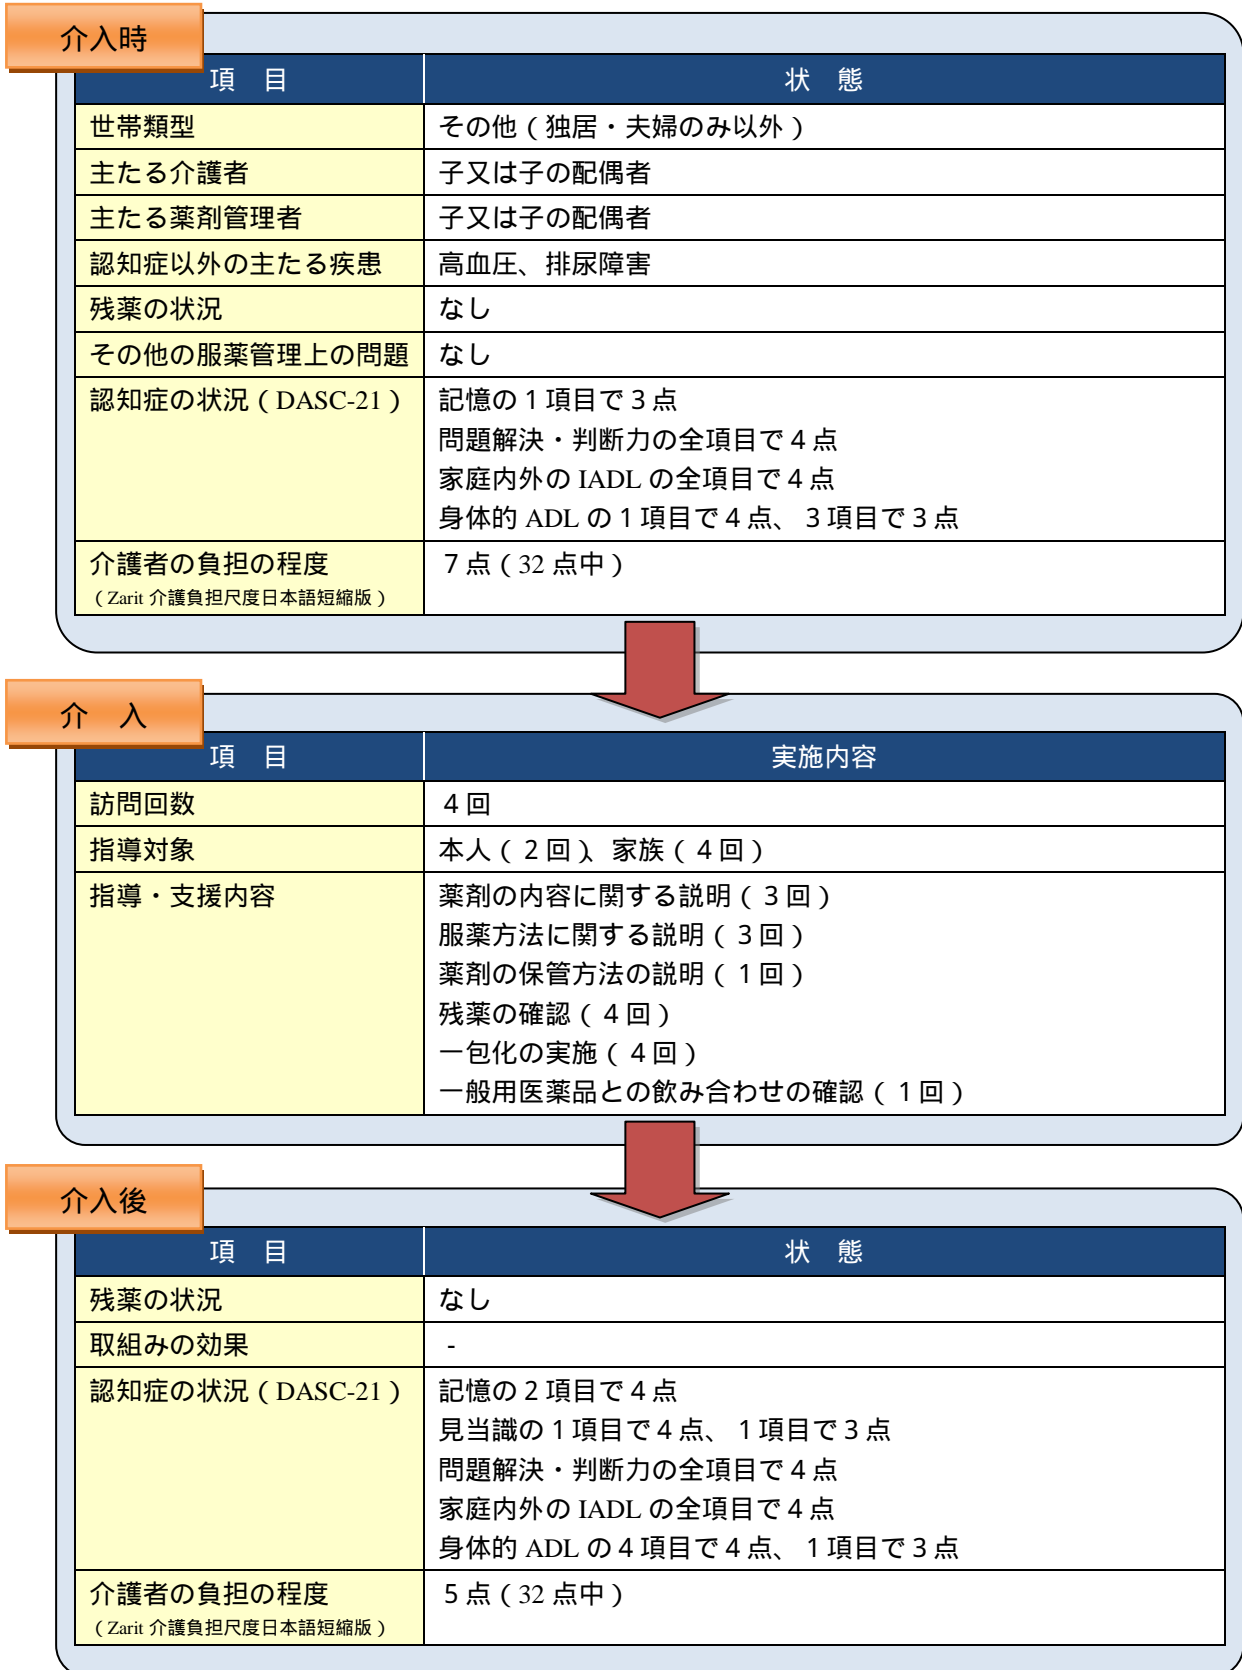 介入時
項　目　状　態
世帯類型　その他（独居・夫婦のみ以外）
主たる介護者　子又は子の配偶者
主たる薬剤管理者　子又は子の配偶者
認知症以外の主たる疾患　高血圧、排尿障害
残薬の状況　なし
その他の服薬管理上の問題　なし
認知症の状況（DASC-21）　記憶の１項目で３点
問題解決・判断力の全項目で４点
家庭内外の IADL の全項目で４点
身体的 ADL の１項目で４点、３項目で３点
介護者の負担の程度　７点（32 点中）
（Zarit 介護負担尺度日本語短縮版）
介　入
項　目　実施内容
訪問回数　４回
指導対象　本人（２回）、家族（４回）
指導・支援内容　薬剤の内容に関する説明（３回）
服薬方法に関する説明（３回）
薬剤の保管方法の説明（１回）
残薬の確認（４回）
一包化の実施（４回）
一般用医薬品との飲み合わせの確認（１回）
介入後
項　目　状　態
残薬の状況　なし
取組みの効果　-
認知症の状況（DASC-21）　記憶の２項目で４点
見当識の１項目で４点、１項目で３点
問題解決・判断力の全項目で４点
家庭内外の IADL の全項目で４点
身体的 ADL の４項目で４点、１項目で３点
介護者の負担の程度　５点（32 点中）
（Zarit 介護負担尺度日本語短縮版）